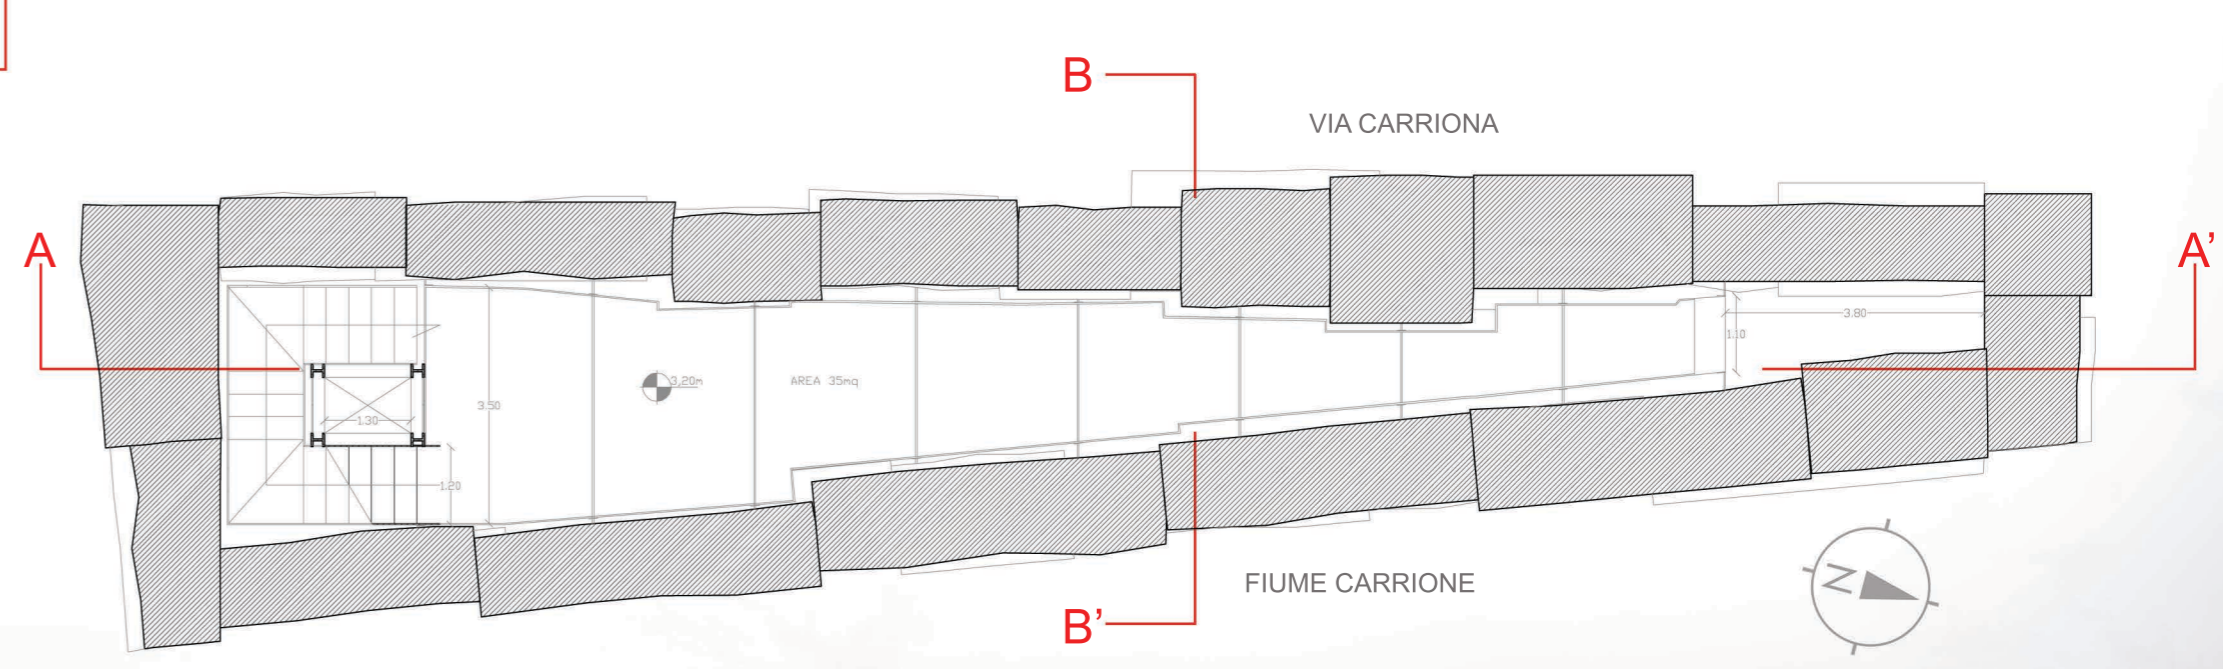 B
VIA CARRIONA
A
A’
3.80
1.10
3,20m
AREA 35mq
3.50
1.30
1.20
FIUME CARRIONE
N
B’